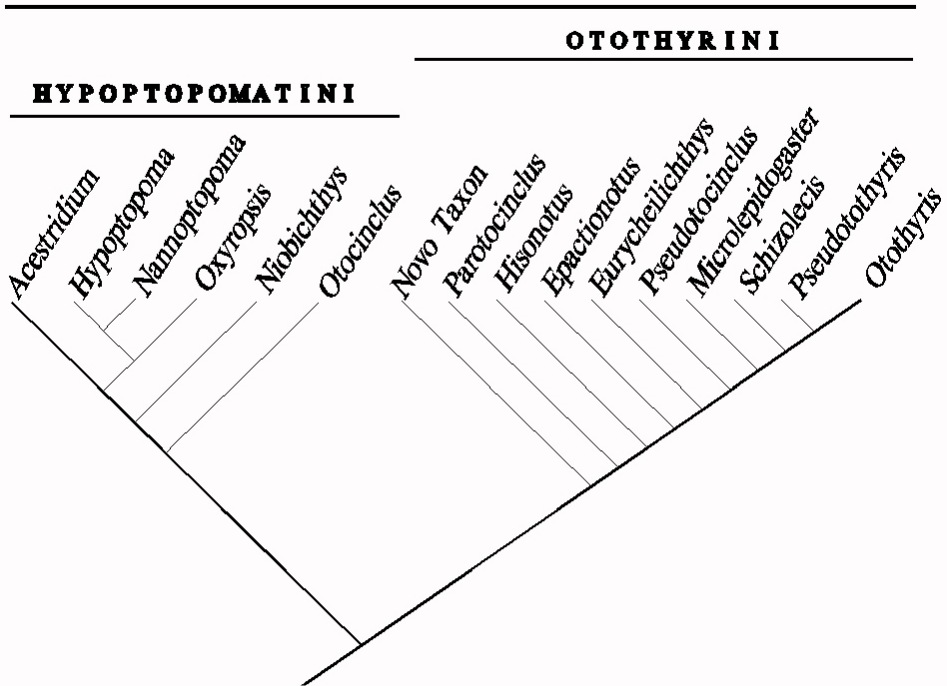 OTOTHYRINI
HYPOPTOPOMATINI
Acestridium
Hypoptopoma
Nannoptopoma
Oxyropsis
Niobichthys
Otocinclus
Novo Taxon
Parotocinclus
Hisonotus
Epactionotus
Eurycheilichthys
Pseudotocinclus
Microlepidogaster
Schizolecis
Pseudotothyris
Otothyris